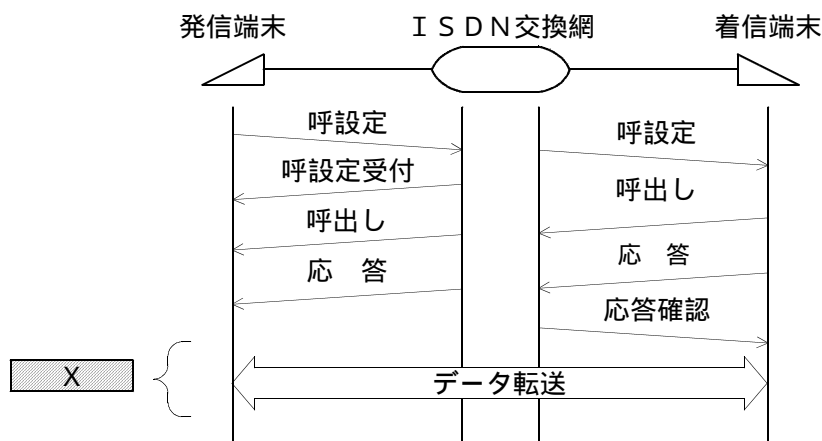 発信端末
ＩＳＤＮ交換網
着信端末
呼設定
呼設定
呼設定受付
呼出し
呼出し
応　答
応　答
応答確認
X
データ転送